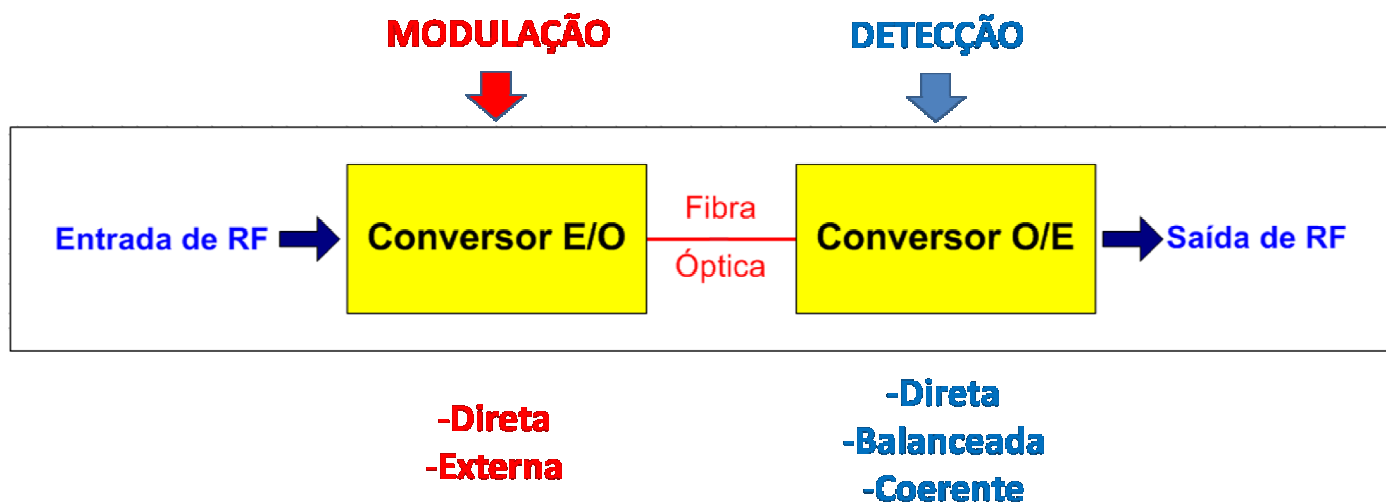 MODULAÇÃO
DETECÇÃO
Entrada de RF
Conversor E/O
Fibra
Óptica
Conversor O/E
Saída de RF
-Direta
-Externa
-Direta
-Balanceada
-Coerente